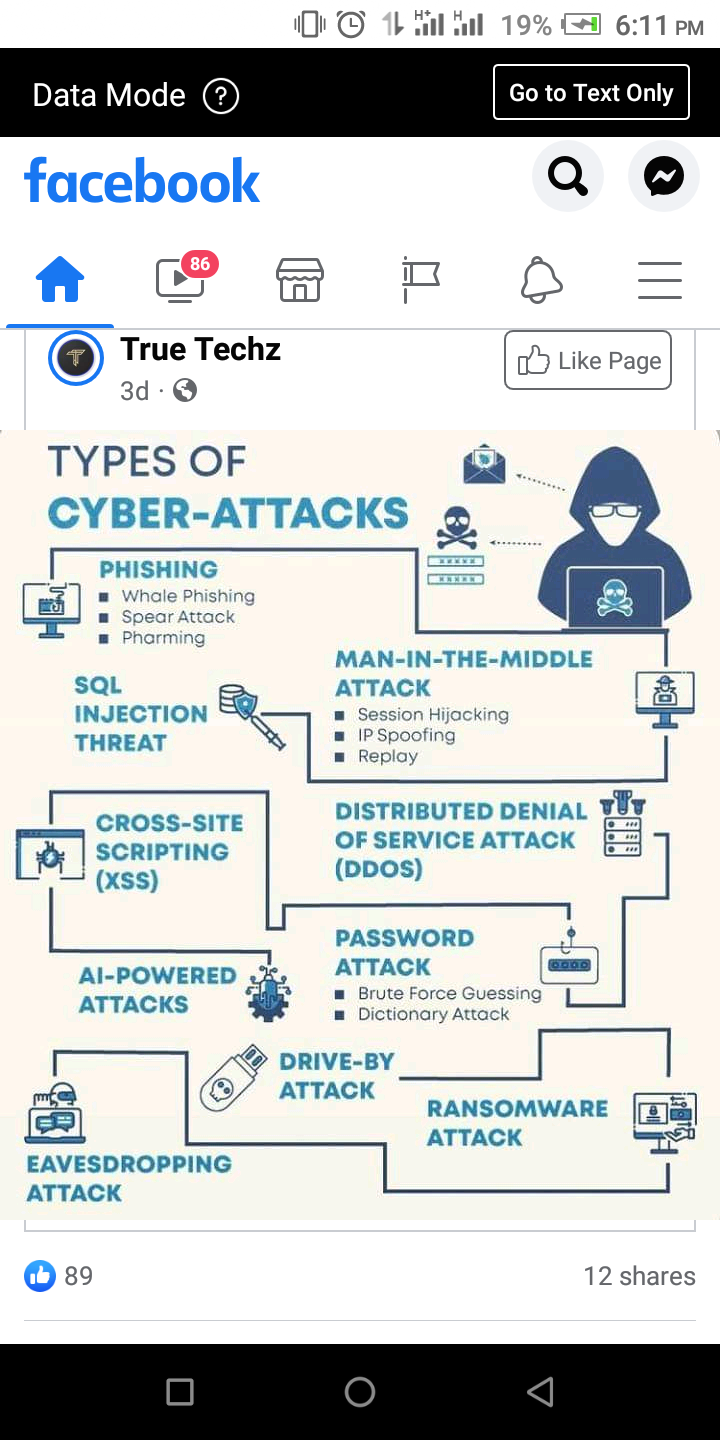 H+ H 19% 6:11 PM
Data Mode ? Go to Text Only
facebook
86
True Techz
Like Page
3d ·
TYPES OF
CYBER-ATTACKS
PHISHING
Whale Phishing
Spear Attack
Pharming
XXXXX
XXXXX
MAN-IN-THE-MIDDLE
ATTACK
Session Hijacking
IP Spoofing
Replay
SQL
INJECTION
THREAT
CROSS-SITE
SCRIPTING
(XSS)
DISTRIBUTED DENIAL
OF SERVICE ATTACK
(DDOS)
PASSWORD
ATTACK
Brute Force Guessing
Dictionary Attack
AI-POWERED
ATTACKS
DRIVE-BY
ATTACK
RANSOMWARE
ATTACK
EAVESDROPPING
ATTACK
89
12 shares